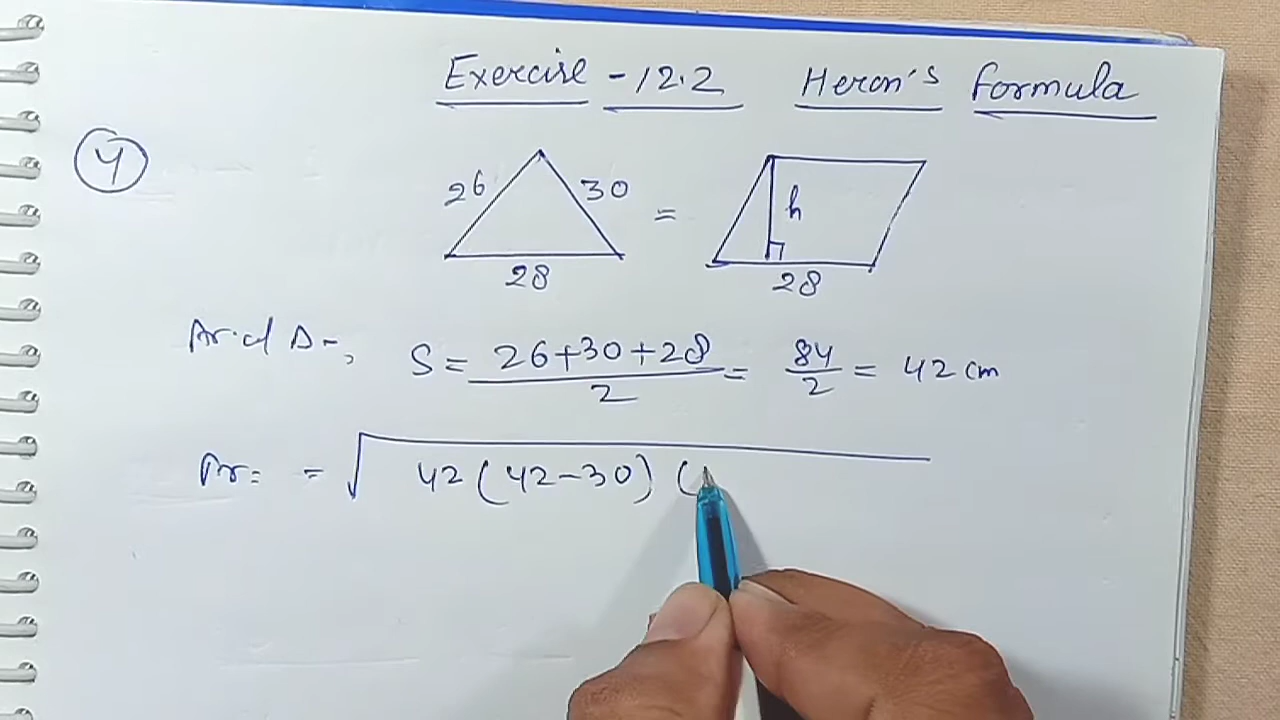 Exercise - 12.2 Heron's Formula
4
26 30 = h
28 28
Ar. of Δ -, S = 26+30+28 / 2 = 84 / 2 = 42 cm
Ar = = √ 42 (42-30) (